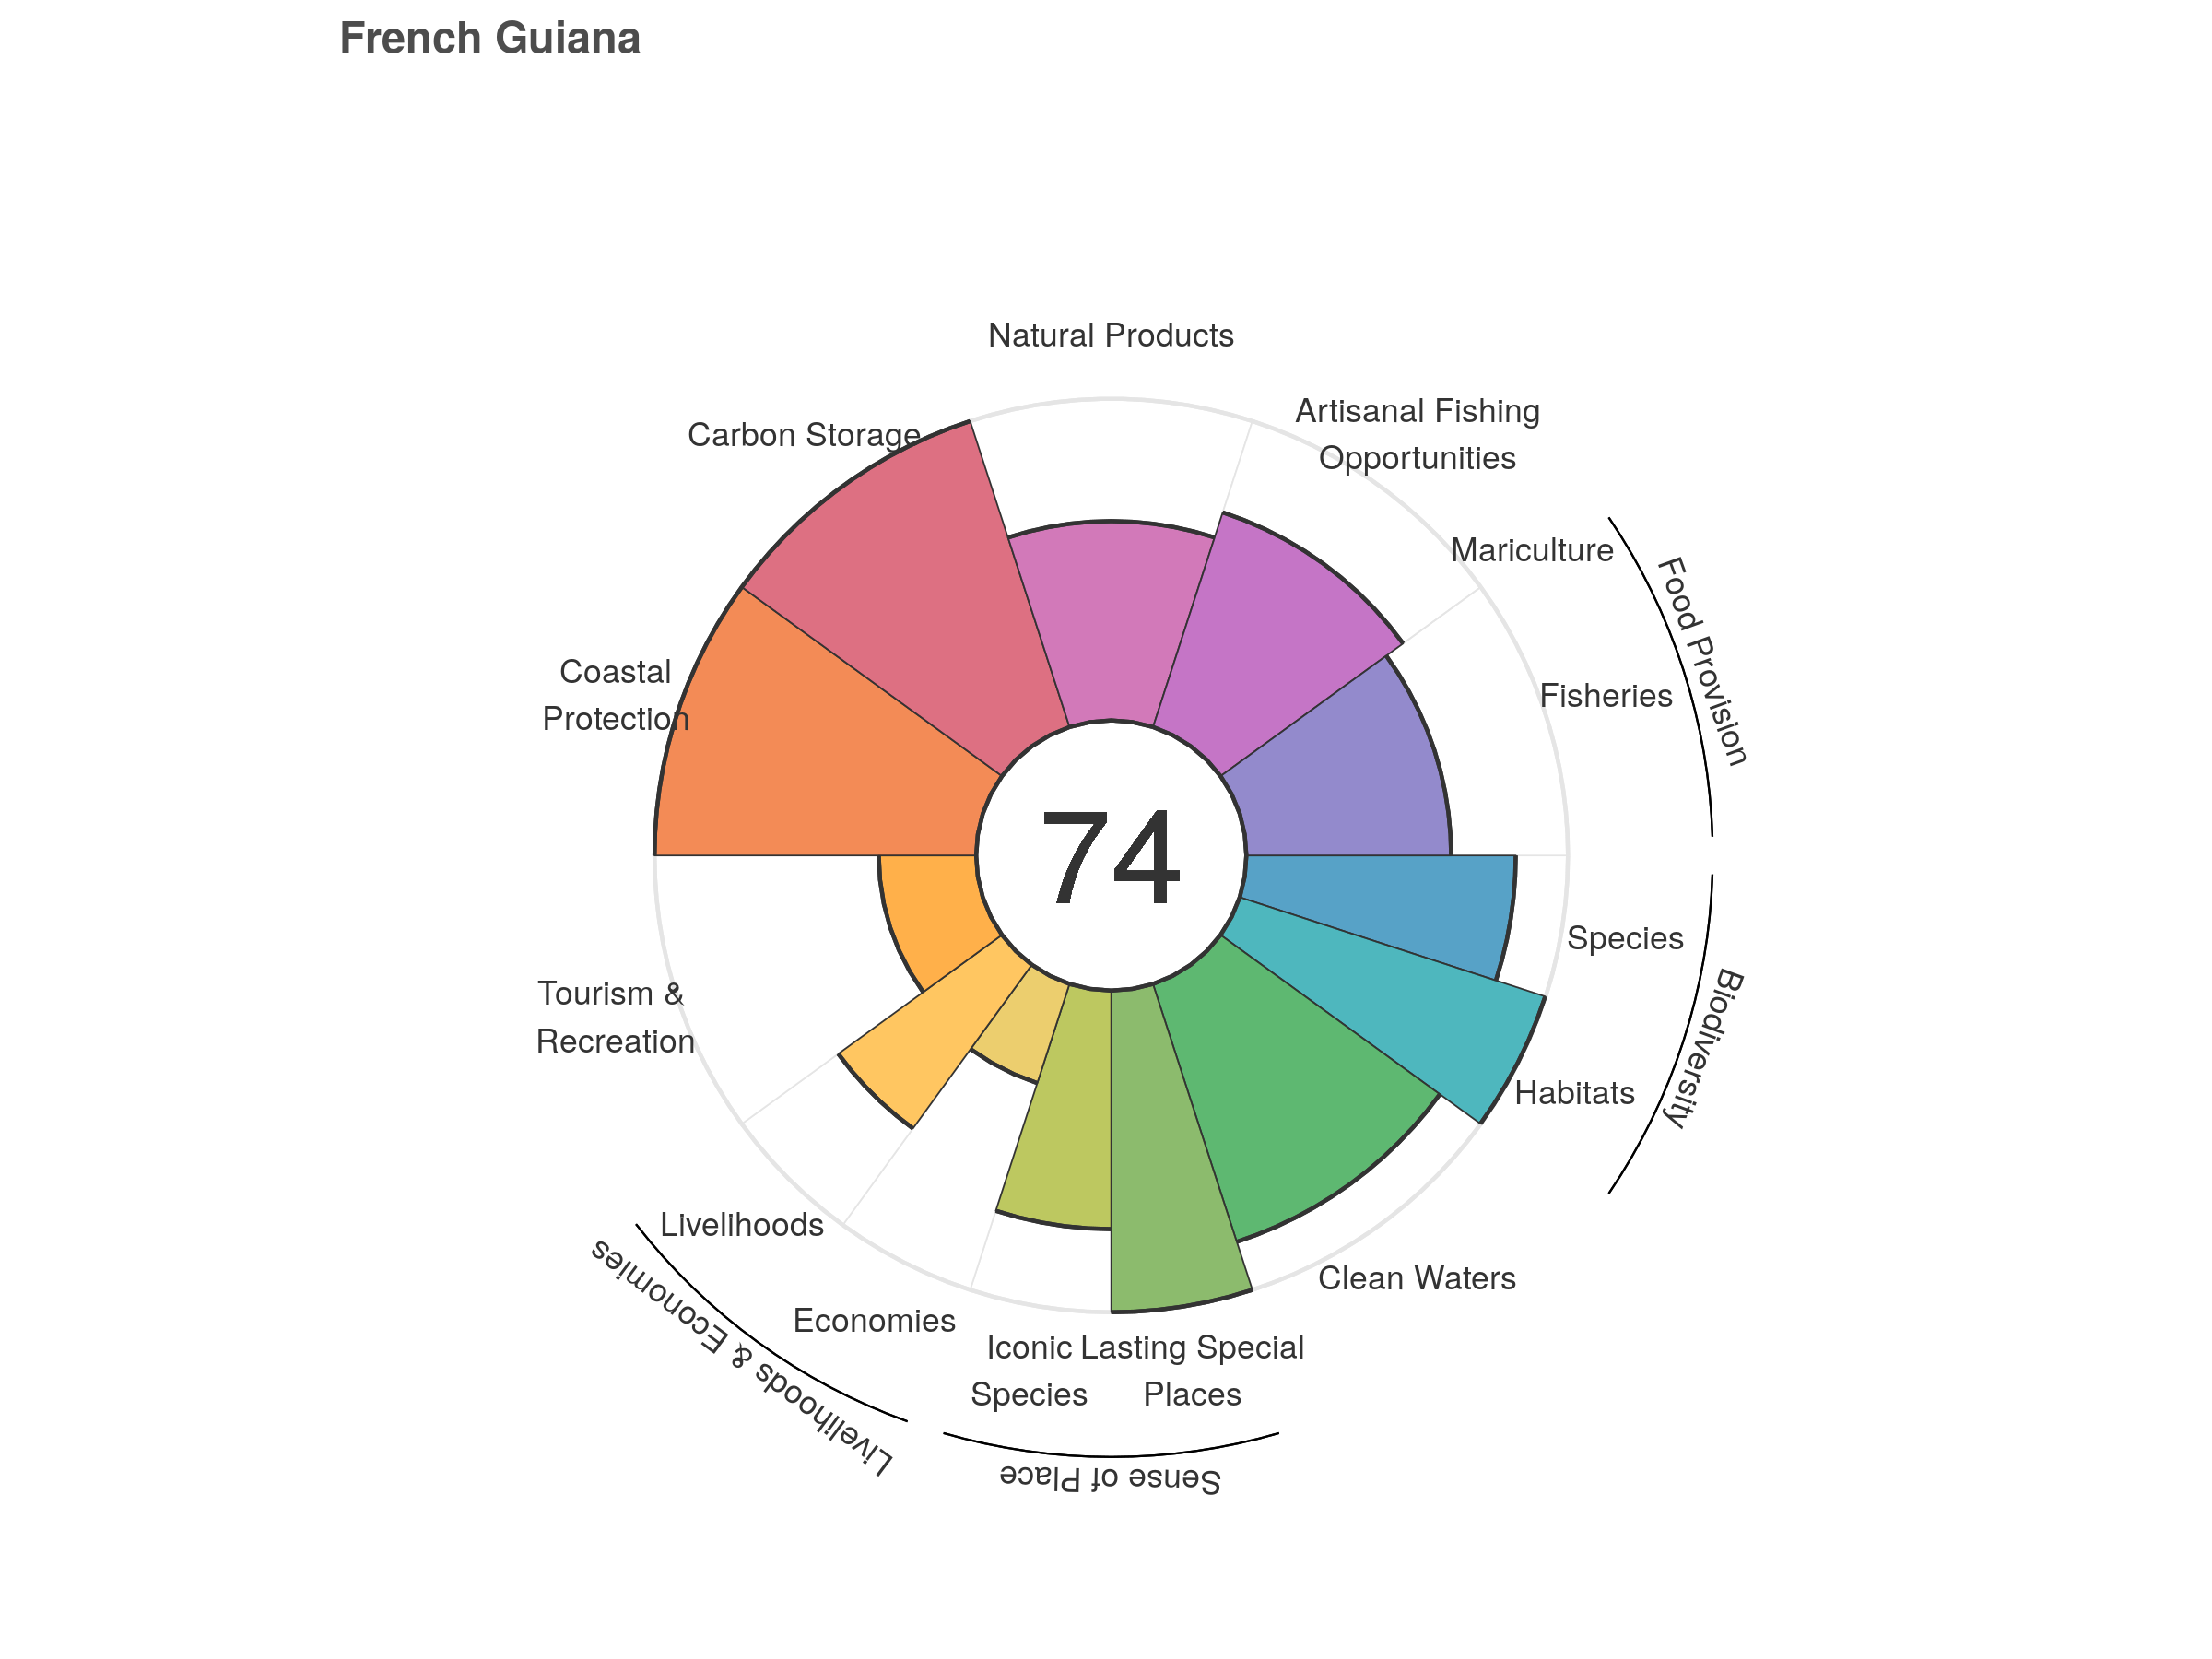 French Guiana
Natural Products
Artisanal Fishing
Opportunities
Carbon Storage
Mariculture
Food Provision
Fisheries
Coastal
Protection
74
Species
Biodiversity
Habitats
Tourism &
Recreation
Livelihoods
Livelihoods & Economies
Clean Waters
Economies
Iconic
Species
Lasting Special
Places
Sense of Place